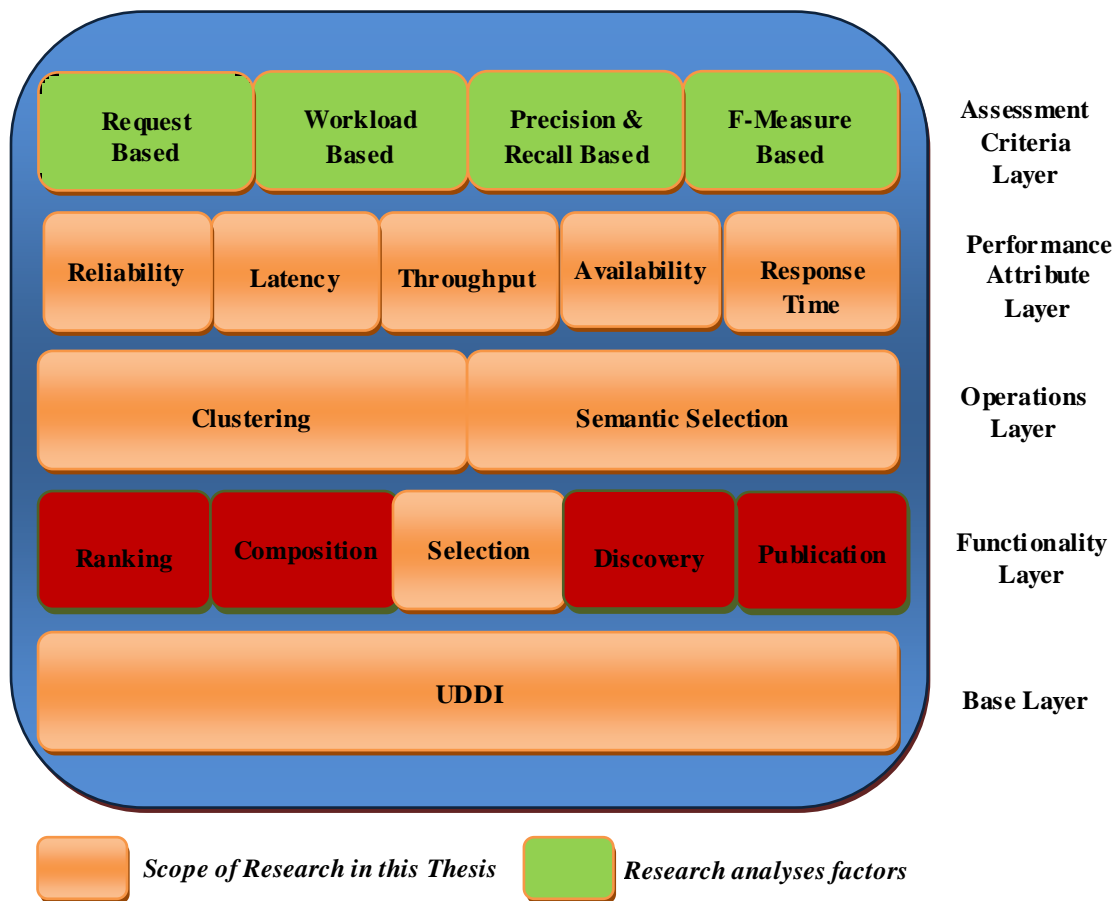 Request
Based
Workload
Based
Precision &
Recall Based
F-Measure
Based
Assessment
Criteria
Layer
Reliability
Latency
Throughput
Availability
Response
Time
Performance
Attribute
Layer
Clustering
Semantic Selection
Operations
Layer
Ranking
Composition
Selection
Discovery
Publication
Functionality
Layer
UDDI
Base Layer
Scope of Research in this Thesis
Research analyses factors